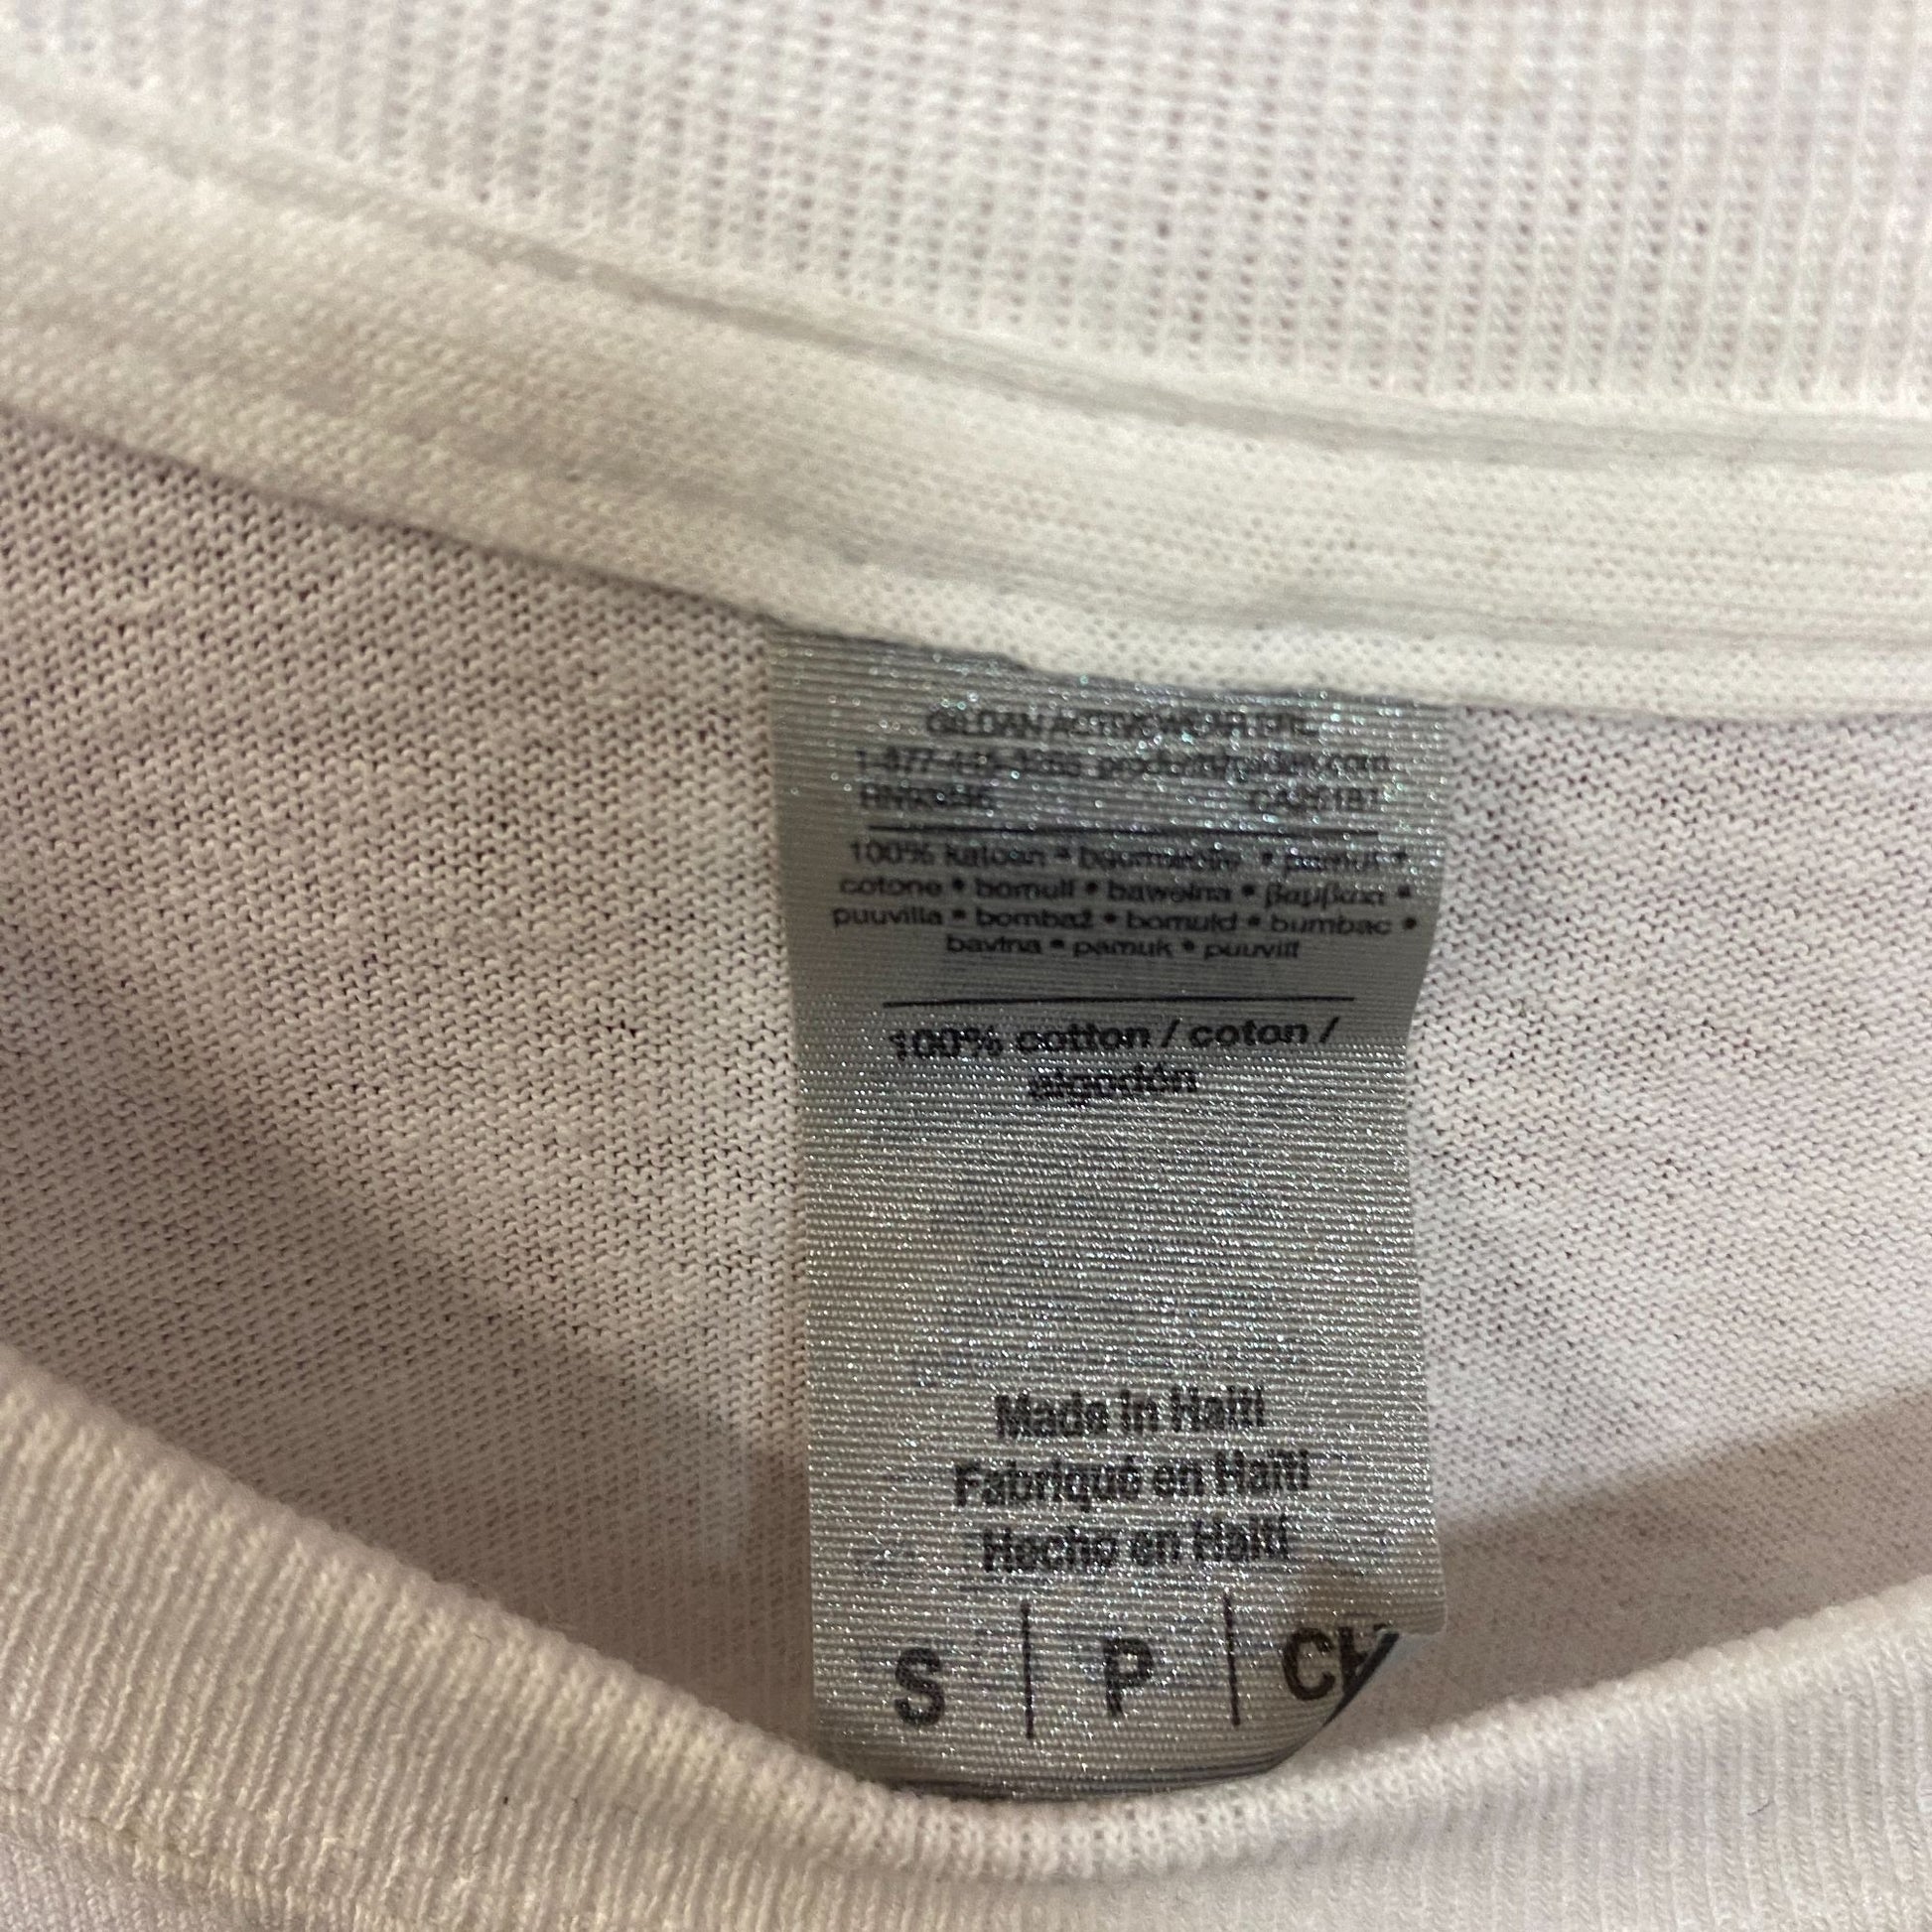 GILDAN ACTIVEWEAR SRL
100% katoen • baumwolle • pamut •
cotone • bomull • bawełna • βαμβακι •
puuvilla • bombaž • bomuld • bumbac •
bavlna • pamuk • puuvill
100% cotton / coton /
algodón
Made in Haiti
Fabriqué en Haïti
Hecho en Haití
S | P | CH